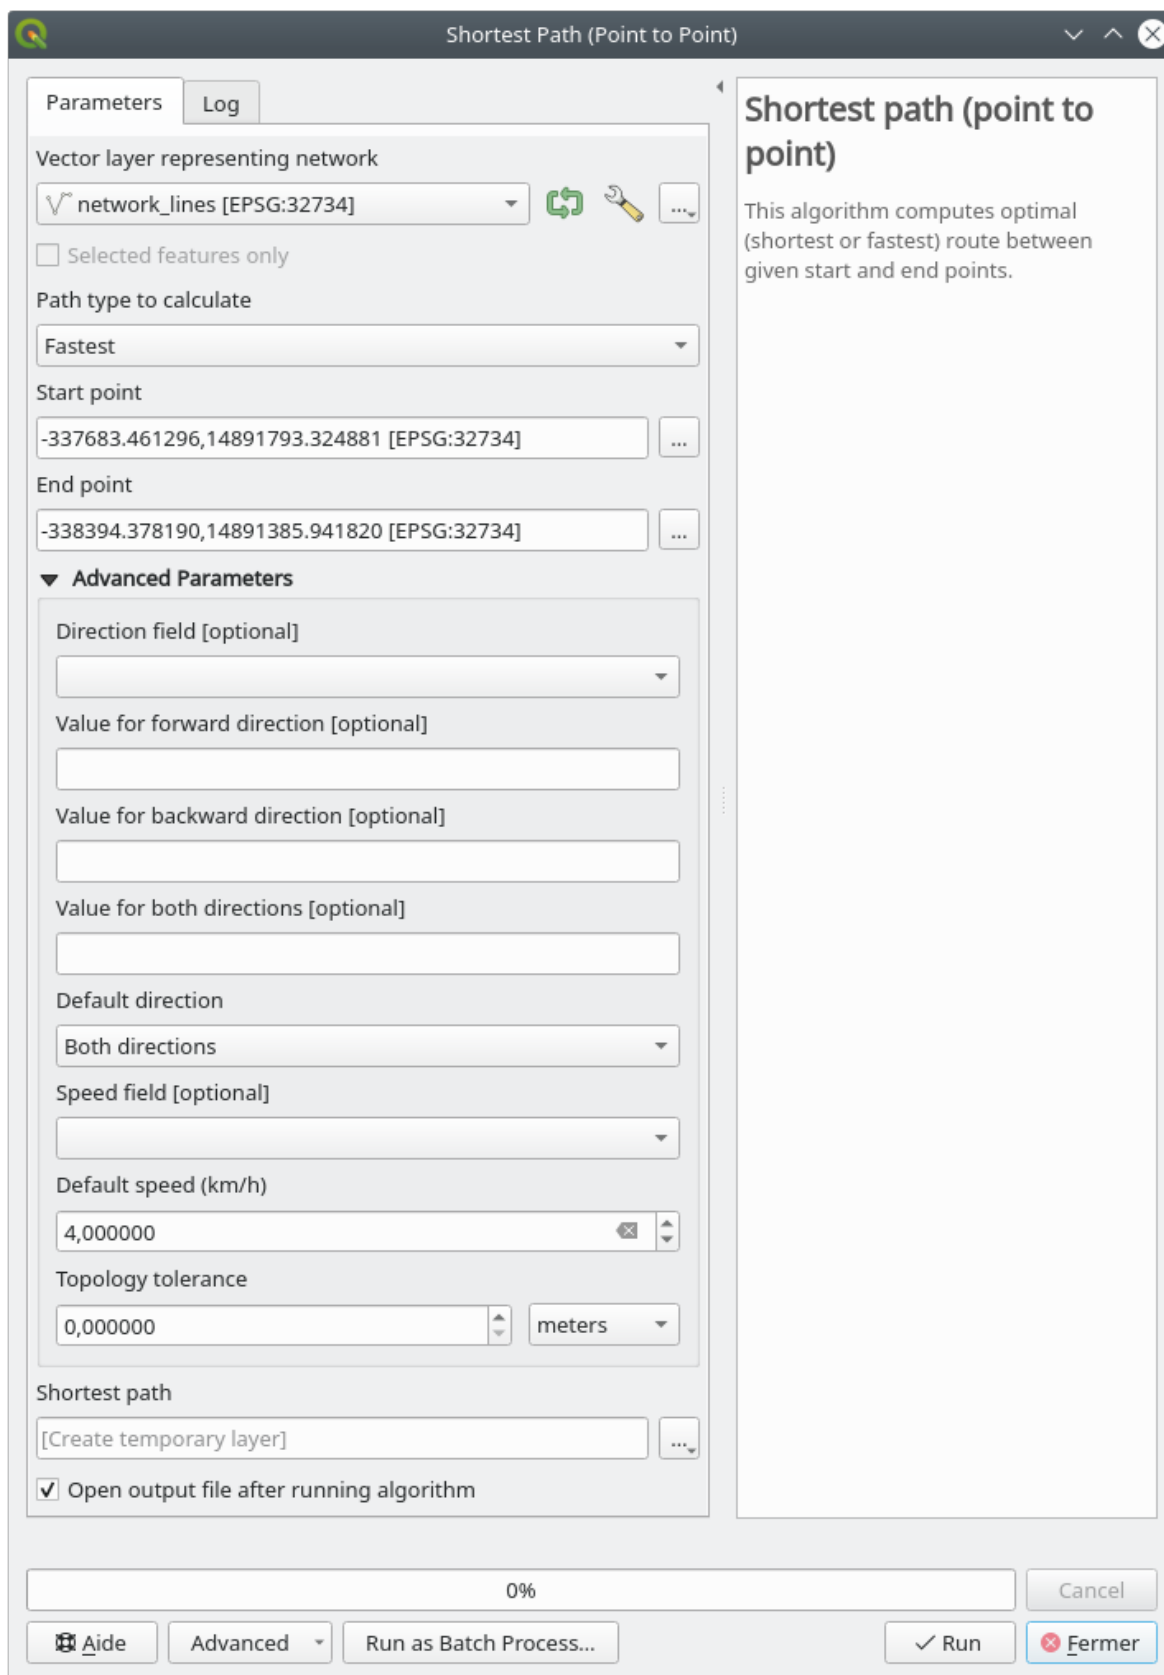 Shortest Path (Point to Point)
Parameters
Log
Vector layer representing network
network_lines [EPSG:32734]
...
Selected features only
Path type to calculate
Fastest
Start point
-337683.461296,14891793.324881 [EPSG:32734]
...
End point
-338394.378190,14891385.941820 [EPSG:32734]
...
Advanced Parameters
Direction field [optional]
Value for forward direction [optional]
Value for backward direction [optional]
Value for both directions [optional]
Default direction
Both directions
Speed field [optional]
Default speed (km/h)
4,000000
Topology tolerance
0,000000
meters
Shortest path
[Create temporary layer]
...
Open output file after running algorithm
Shortest path (point to
point)
This algorithm computes optimal
(shortest or fastest) route between
given start and end points.
0%
Cancel
Aide
Advanced
Run as Batch Process...
Run
Fermer